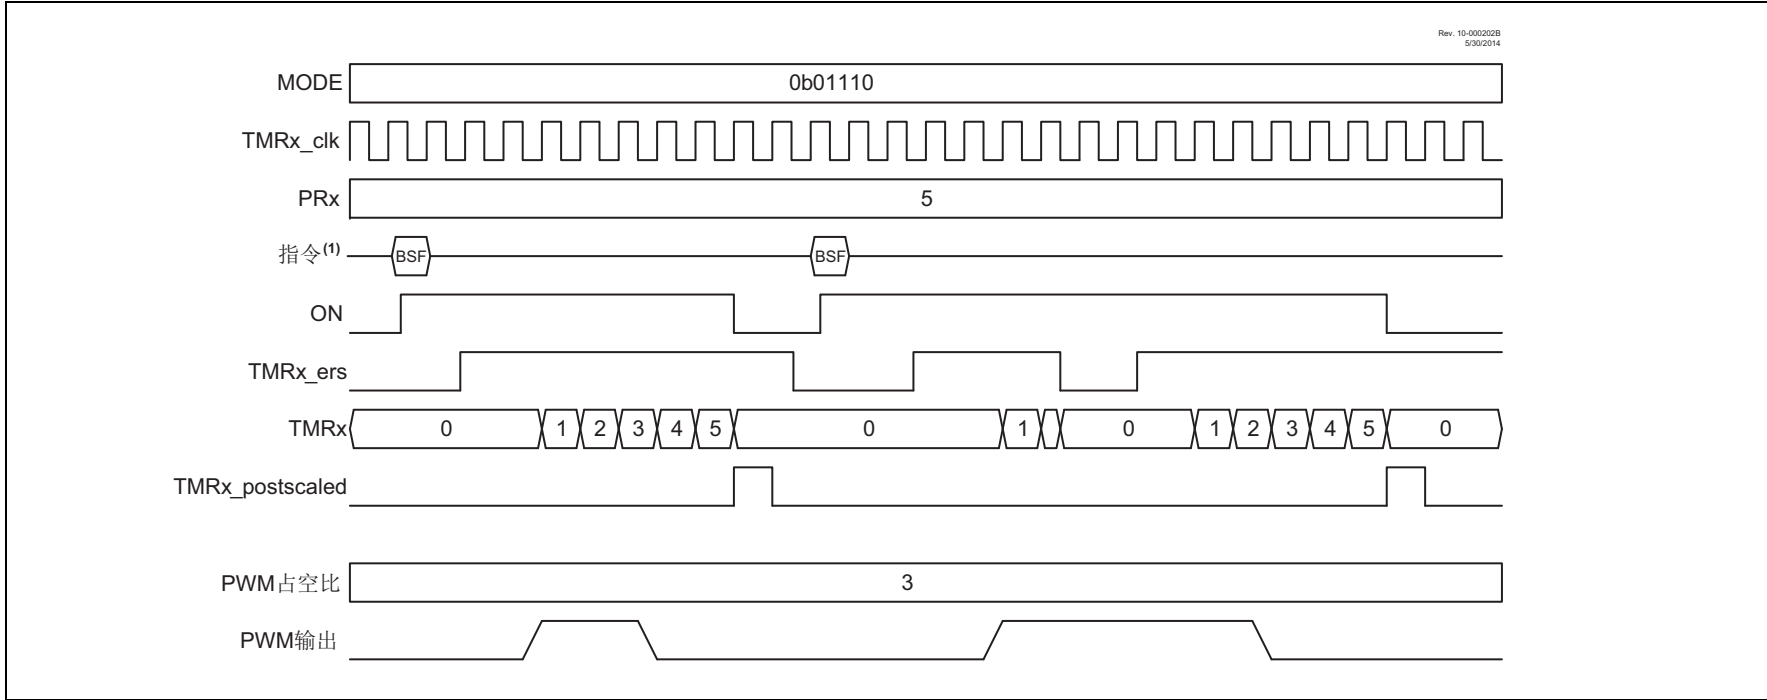 Rev. 10-000202B
5/30/2014
MODE 0b01110
TMRx_clk
PRx 5
指令(1) BSF BSF
ON
TMRx_ers
TMRx 0 1 2 3 4 5 0 1 0 1 2 3 4 5 0
TMRx_postscaled
PWM占空比 3
PWM输出